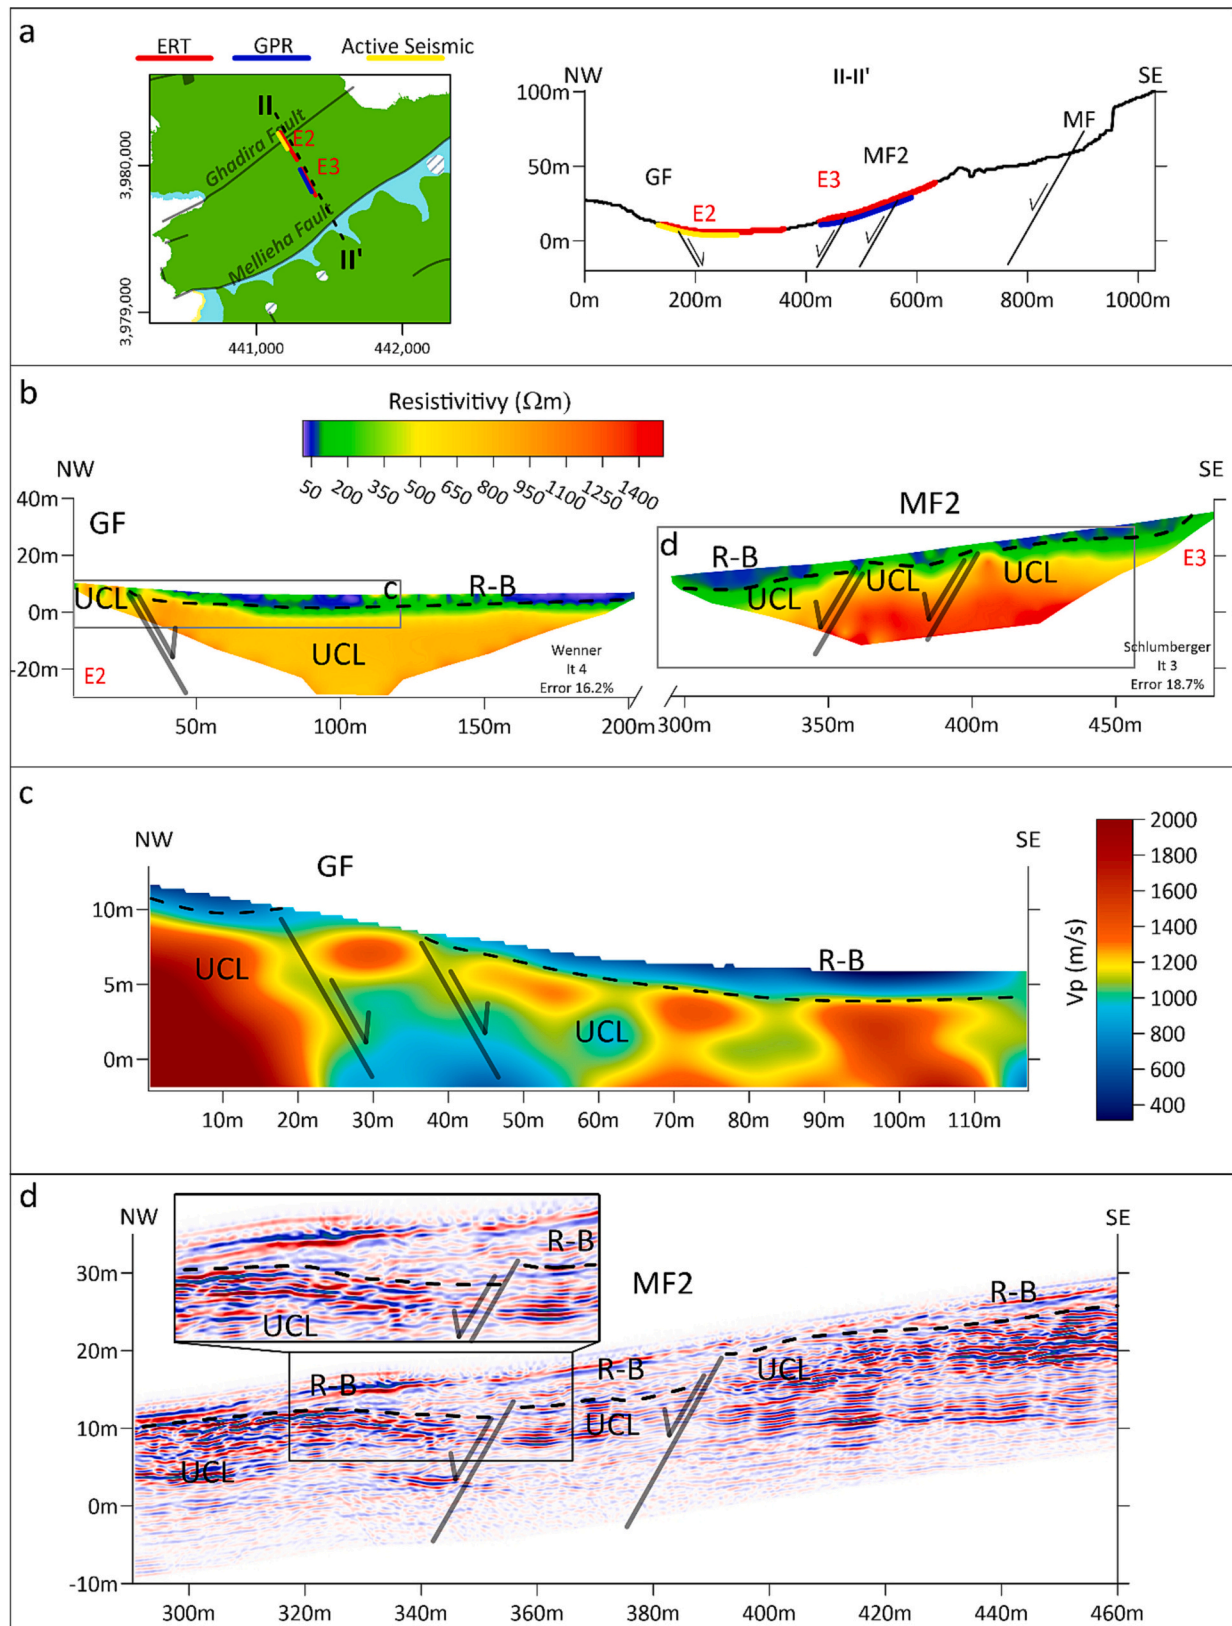 a
ERT GPR Active Seismic
II
Ghadira Fault
E2
E3
Mellieha Fault
II'
3,980,000
3,979,000
441,000 442,000
NW II-II' SE
100m
50m
0m
GF
E2
E3
MF2
MF
0m 200m 400m 600m 800m 1000m
b
Resistivitivy (Ωm)
50 200 350 500 650 800 950 1100 1250 1400
NW
SE
40m
20m
0m
-20m
GF
UCL
c
R-B
UCL
E2
Wenner
It 4
Error 16.2%
50m 100m 150m 200m
MF2
d
R-B
UCL
UCL
UCL
E3
Schlumberger
It 3
Error 18.7%
300m 350m 400m 450m
c
NW
SE
GF
10m
5m
0m
UCL
UCL
R-B
10m 20m 30m 40m 50m 60m 70m 80m 90m 100m 110m
Vp (m/s)
2000
1800
1600
1400
1200
1000
800
600
400
d
NW
SE
R-B
UCL
MF2
30m
20m
10m
0m
-10m
R-B
R-B
R-B
UCL
UCL
UCL
300m 320m 340m 360m 380m 400m 420m 440m 460m